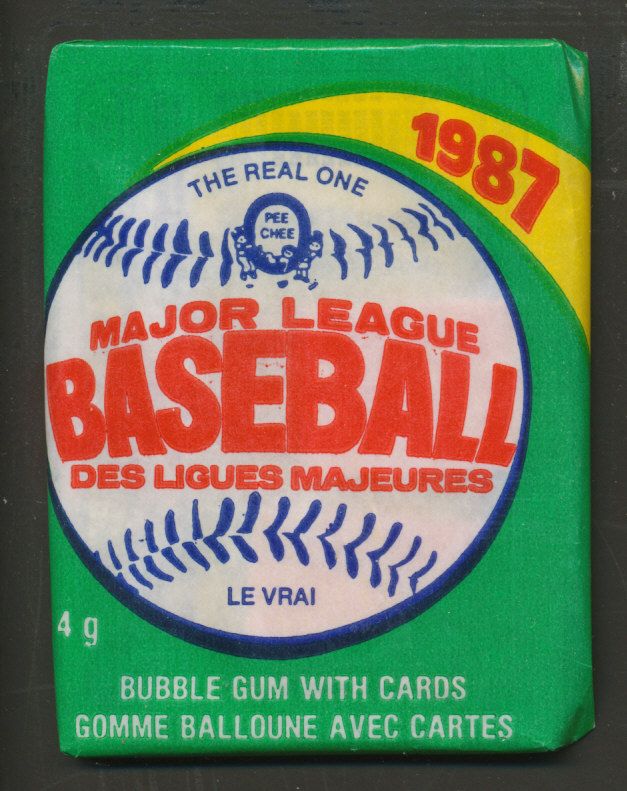 1987
THE REAL ONE
PEE
CHEE
MAJOR LEAGUE
BASEBALL
DES LIGUES MAJEURES
LE VRAI
4 g
BUBBLE GUM WITH CARDS
GOMME BALLOUNE AVEC CARTES